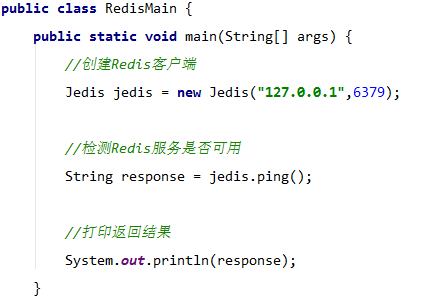 public class RedisMain {
public static void main(String[] args) {
//创建Redis客户端
Jedis jedis = new Jedis("127.0.0.1",6379);
//检测Redis服务是否可用
String response = jedis.ping();
//打印返回结果
System.out.println(response);
}